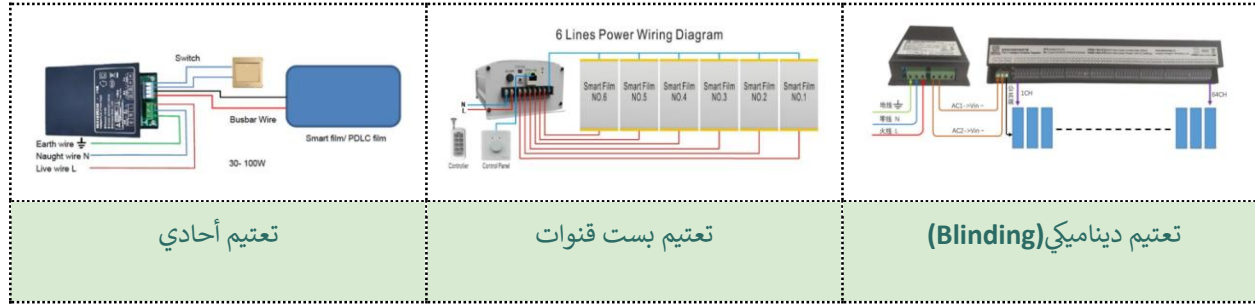 Switch
Busbar Wire
Smart film/ PDLC film
Earth wire
Naught wire N
Live wire L
30- 100W
6 Lines Power Wiring Diagram
Smart Film NO.6
Smart Film NO.5
Smart Film NO.4
Smart Film NO.3
Smart Film NO.2
Smart Film NO.1
N
L
Controller
Control Panel
地线
零线 N
火线 L
AC1->Vin~
AC2->Vin~
1CH
64CH
تعتيم أحادي
تعتيم بست قنوات
تعتيم ديناميكي(Blinding)